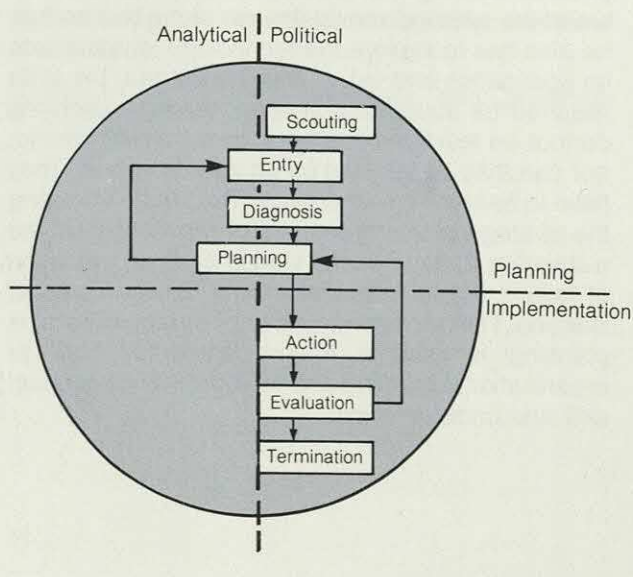 Analytical Political
Scouting
Entry
Diagnosis
Planning
Planning
Implementation
Action
Evaluation
Termination